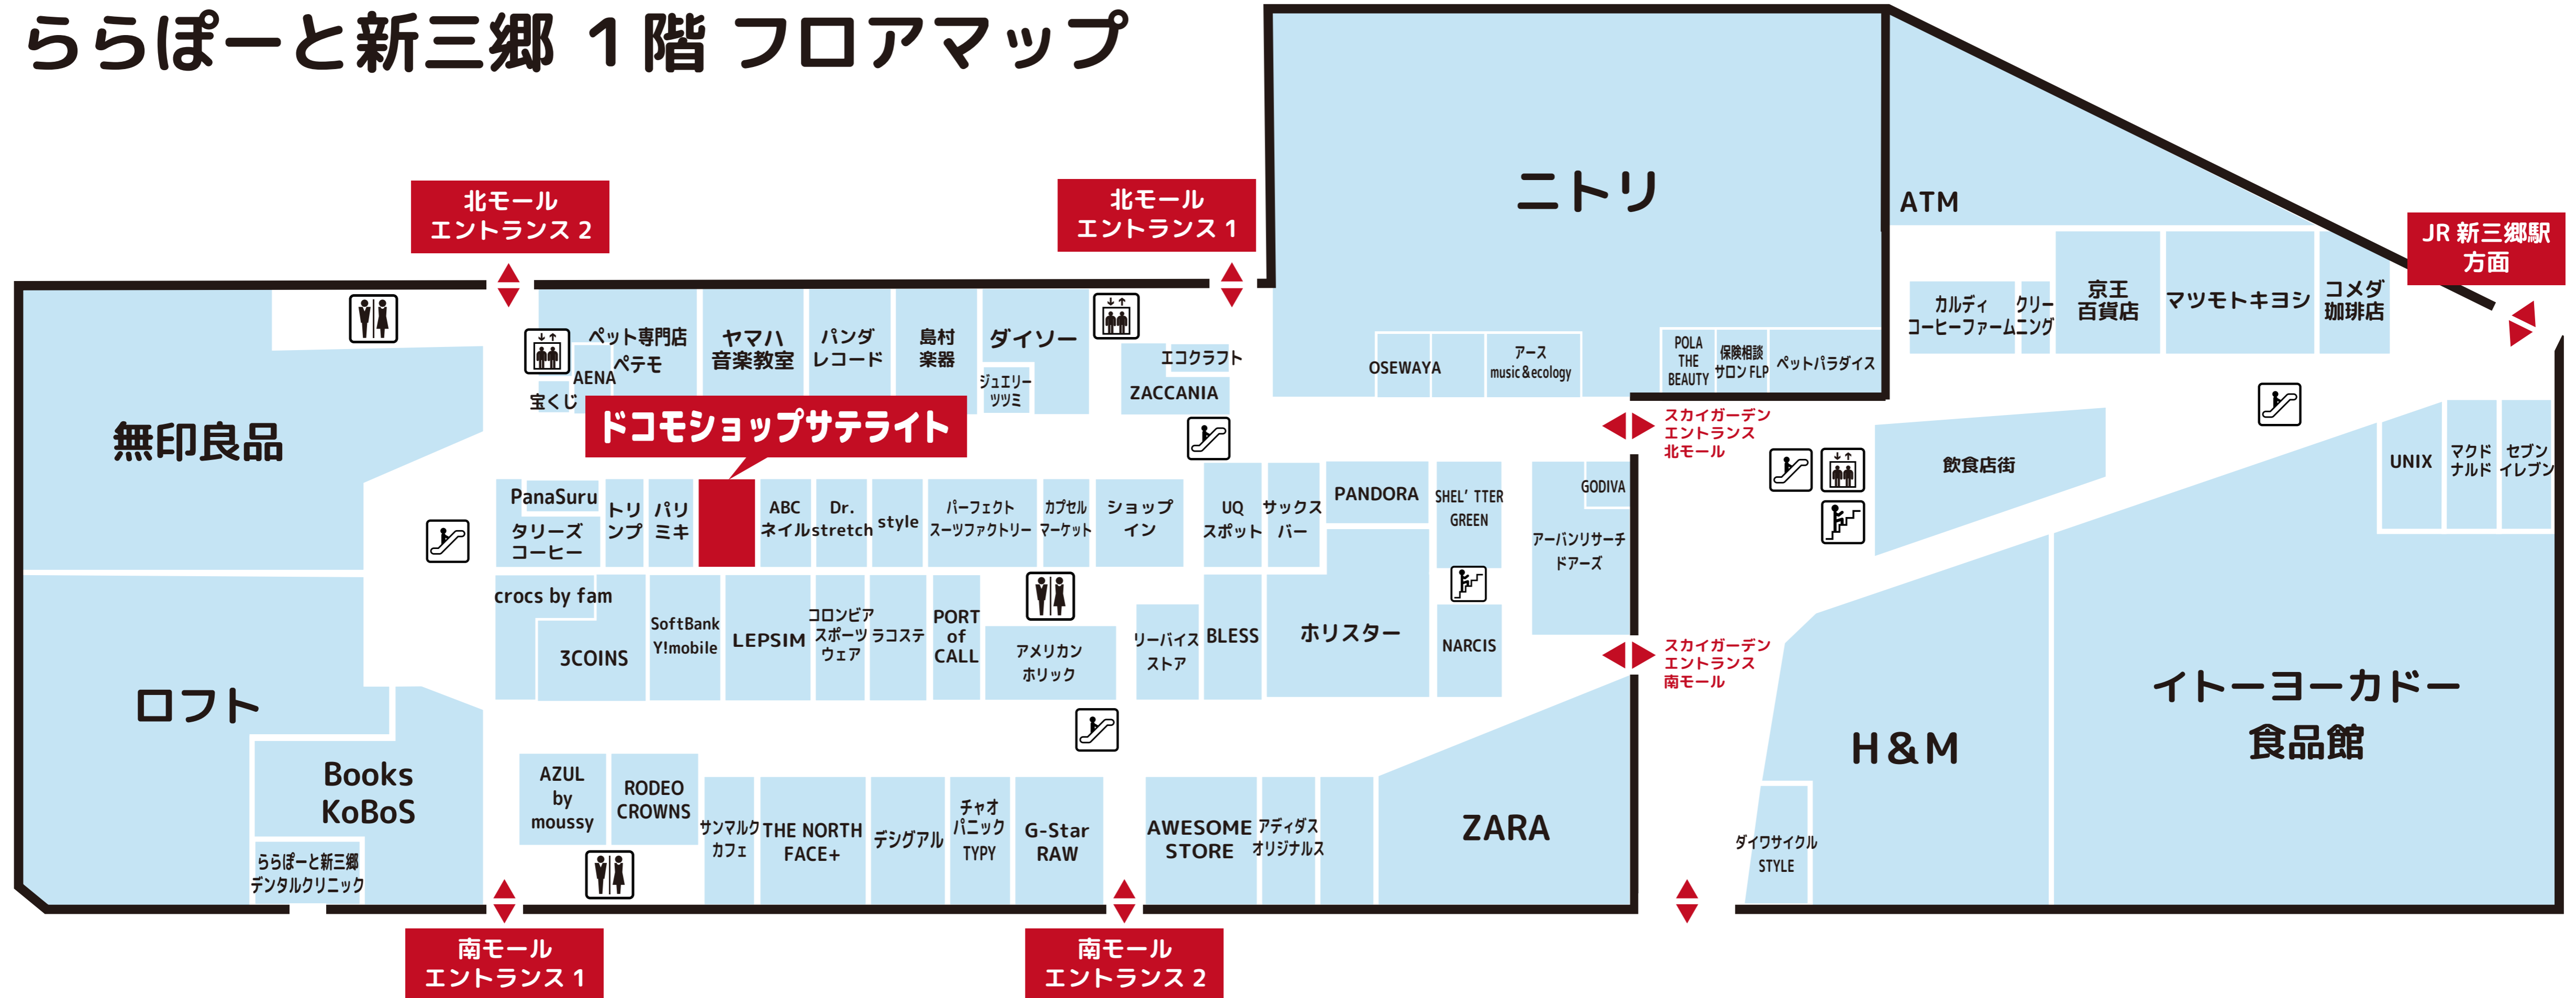 ららぽーと新三郷 1階 フロアマップ
北モール
エントランス2
北モール
エントランス1
ニトリ
ATM
JR 新三郷駅
方面
カルディ
コーヒーファーム
クリー
ニング
京王
百貨店
マツモトキヨシ
コメダ
珈琲店
ペット専門店
ペテモ
AENA
宝くじ
ヤマハ
音楽教室
パンダ
レコード
島村
楽器
ダイソー
ジュエリー
ツツミ
エコクラフト
ZACCANIA
OSEWAYA
アース
music&ecology
POLA
THE
BEAUTY
保険相談
サロン FLP
ペットパラダイス
無印良品
ドコモショップサテライト
スカイガーデン
エントランス
北モール
飲食店街
UNIX
マクド
ナルド
セブン
イレブン
PanaSuru
タリーズ
コーヒー
トリ
ンプ
パリ
ミキ
ABC
ネイル
Dr.
stretch
style
パーフェクト
スーツファクトリー
カプセル
マーケット
ショップ
イン
UQ
スポット
サックス
バー
PANDORA
SHEL' TTER
GREEN
GODIVA
アーバンリサーチ
ドアーズ
crocs by fam
3COINS
SoftBank
Y!mobile
LEPSIM
コロンビア
スポーツ
ウェア
ラコステ
PORT
of
CALL
アメリカン
ホリック
リーバイス
ストア
BLESS
ホリスター
NARCIS
スカイガーデン
エントランス
南モール
ロフト
Books
KoBoS
ららぽーと新三郷
デンタルクリニック
AZUL
by
moussy
RODEO
CROWNS
サンマルク
カフェ
THE NORTH
FACE+
デシグアル
チャオ
パニック
TYPY
G-Star
RAW
AWESOME
STORE
アディダス
オリジナルス
ZARA
H&M
ダイワサイクル
STYLE
イトーヨーカドー
食品館
南モール
エントランス1
南モール
エントランス2